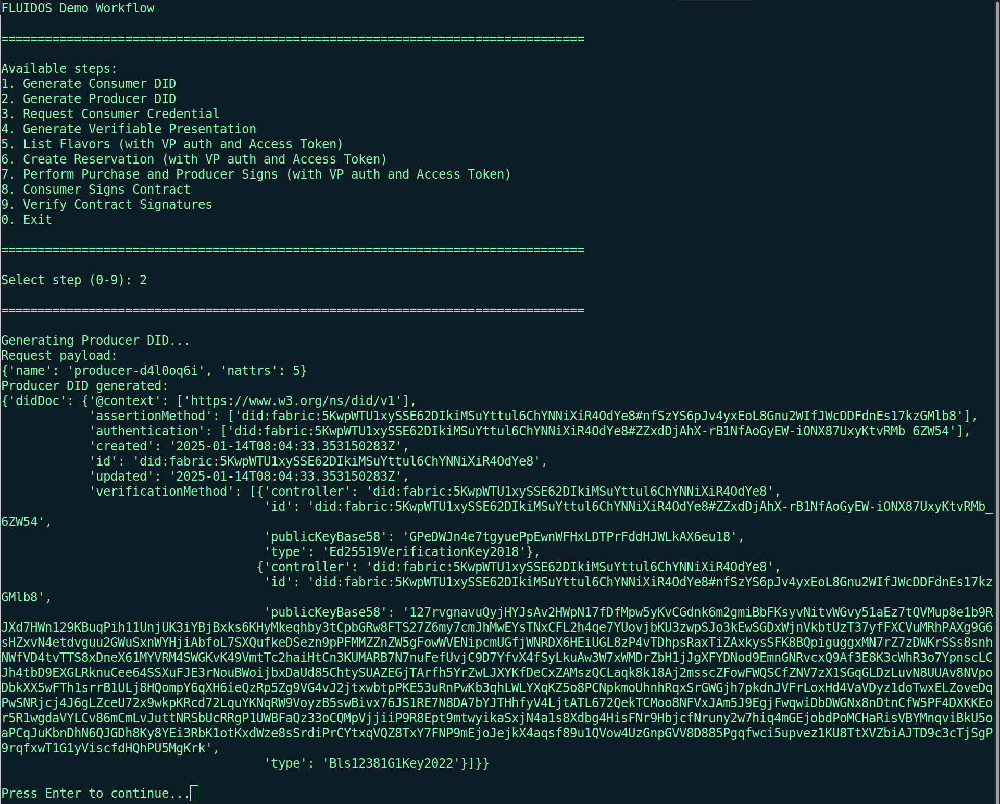 FLUIDOS Demo Workflow
================================================================================
Available steps:
1. Generate Consumer DID
2. Generate Producer DID
3. Request Consumer Credential
4. Generate Verifiable Presentation
5. List Flavors (with VP auth and Access Token)
6. Create Reservation (with VP auth and Access Token)
7. Perform Purchase and Producer Signs (with VP auth and Access Token)
8. Consumer Signs Contract
9. Verify Contract Signatures
0. Exit
================================================================================
Select step (0-9): 2
================================================================================
Generating Producer DID...
Request payload:
{'name': 'producer-d4l0oq6i', 'nattrs': 5}
Producer DID generated:
{'didDoc': {'@context': ['https://www.w3.org/ns/did/v1'],
'assertionMethod': ['did:fabric:5KwpWTU1xySSE62DIkiMSuYttul6ChYNNiXiR4OdYe8#nfSzYS6pJv4yxEoL8Gnu2WIfJWcDDFdnEs17kzGMlb8'],
'authentication': ['did:fabric:5KwpWTU1xySSE62DIkiMSuYttul6ChYNNiXiR4OdYe8#ZZxdDjAhX-rB1NfAoGyEW-iONX87UxyKtvRMb_6ZW54'],
'created': '2025-01-14T08:04:33.353150283Z',
'id': 'did:fabric:5KwpWTU1xySSE62DIkiMSuYttul6ChYNNiXiR4OdYe8',
'updated': '2025-01-14T08:04:33.353150283Z',
'verificationMethod': [{'controller': 'did:fabric:5KwpWTU1xySSE62DIkiMSuYttul6ChYNNiXiR4OdYe8',
'id': 'did:fabric:5KwpWTU1xySSE62DIkiMSuYttul6ChYNNiXiR4OdYe8#ZZxdDjAhX-rB1NfAoGyEW-iONX87UxyKtvRMb_
6ZW54',
'publicKeyBase58': 'GPeDWJn4e7tgyuePpEwnWFHxLDTPrFddHJWLkAX6eu18',
'type': 'Ed25519VerificationKey2018'},
{'controller': 'did:fabric:5KwpWTU1xySSE62DIkiMSuYttul6ChYNNiXiR4OdYe8',
'id': 'did:fabric:5KwpWTU1xySSE62DIkiMSuYttul6ChYNNiXiR4OdYe8#nfSzYS6pJv4yxEoL8Gnu2WIfJWcDDFdnEs17kz
GMlb8',
'publicKeyBase58': '127rvgnavuQyjHYJsAv2HWpN17fDfMpw5yKvCGdnk6m2gmiBbFKsyvNitvWGvy51aEz7tQVMup8e1b9R
JXd7HWn129KBuqPih11UnjUK3iYBjBxks6KHyMkeqhby3tCpbGRw8FTS27Z6my7cmJhMwEYsTNxCFL2h4qe7YUovjbKU3zwpSJo3kEwSGDxWjnVkbtUzT37yfFXCVuMRhPAXg9G6
sHZxvN4etdvguu2GWuSxnWYHjiAbfoL7SXQufkeDSezn9pPFMMZZnZW5gFowWVENipcmUGfjWNRDX6HEiUGL8zP4vTDhpsRaxTiZAxkysSFK8BQpiguggxMN7rZ7zDWKrSSs8snh
NWfVD4tvTTS8xDneX61MYVRM4SWGKvK49VmtTc2haiHtCn3KUMARB7N7nuFefUvjC9D7YfvX4fSyLkuAw3W7xWMDrZbH1jJgXFYDNod9EmnGNRvcxQ9Af3E8K3cWhR3o7YpnscLC
Jh4tbD9EXGLRknuCee64SSXuFJE3rNouBWoijbxDaUd85ChtySUAZEGjTArfh5YrZwLJXYKfDeCxZAMszQCLaqk8k18Aj2msscZFowFWQSCfZNV7zX1SGqGLDzLuvN8UUAv8NVpo
DbkXX5wFTh1srrB1ULj8HQompY6qXH6ieQzRp5Zg9VG4vJ2jtxwbtpPKE53uRnPwKb3qhLWLYXqKZ5o8PCNpkmoUhnhRqxSrGWGjh7pkdnJVFrLoxHd4VaVDyz1doTwxELZoveDq
PwSNRjcj4J6gLZceU72x9wkpKRcd72LquYKNqRW9VoyzB5swBivx76JS1RE7N8DA7bYJTHhfyV4LjtATL672QekTCMoo8NFVxJAm5J9EgjFwqwiDbDWGNx8nDtnCfW5PF4DXKKEo
r5R1wgdaVYLCv86mCmLvJuttNRSbUcRRgP1UWBFaQz33oCQMpVjjiiP9R8Ept9mtwyikaSxjN4a1s8Xdbg4HisFNr9HbjcfNruny2w7hiq4mGEjobdPoMCHaRisVBYMnqviBkU5o
aPCqJuKbnDhN6QJGDh8Ky8YEi3RbK1otKxdWze8sSrdiPrCYtxqVQZ8TxY7FNP9mEjoJejkX4aqsf89u1QVow4UzGnpGVV8D885Pgqfwci5upvez1KU8TtXVZbiAJTD9c3cTjSgP
9rqfxwT1G1yViscfdHQhPU5MgKrk',
'type': 'Bls12381G1Key2022'}]}}
Press Enter to continue...